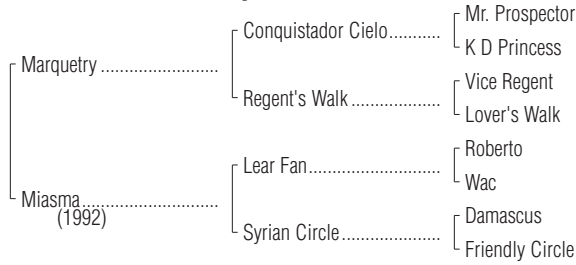 Mr. Prospector
Conquistador Cielo...........
K D Princess
Marquetry .......................
Vice Regent
Regent's Walk .................
Lover's Walk
Roberto
Lear Fan.........................
Wac
Miasma..........................
(1992)
Damascus
Syrian Circle...................
Friendly Circle